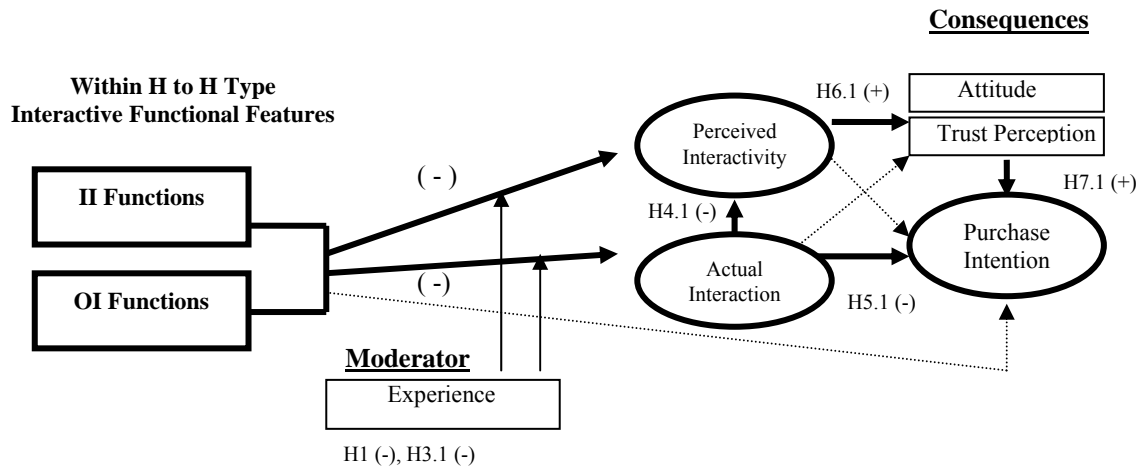 Consequences
Within H to H Type
Interactive Functional Features
II Functions
OI Functions
( - )
( - )
Moderator
Experience
H1 (-), H3.1 (-)
Perceived
Interactivity
H4.1 (-)
Actual
Interaction
H6.1 (+)
H5.1 (-)
Attitude
Trust Perception
H7.1 (+)
Purchase
Intention